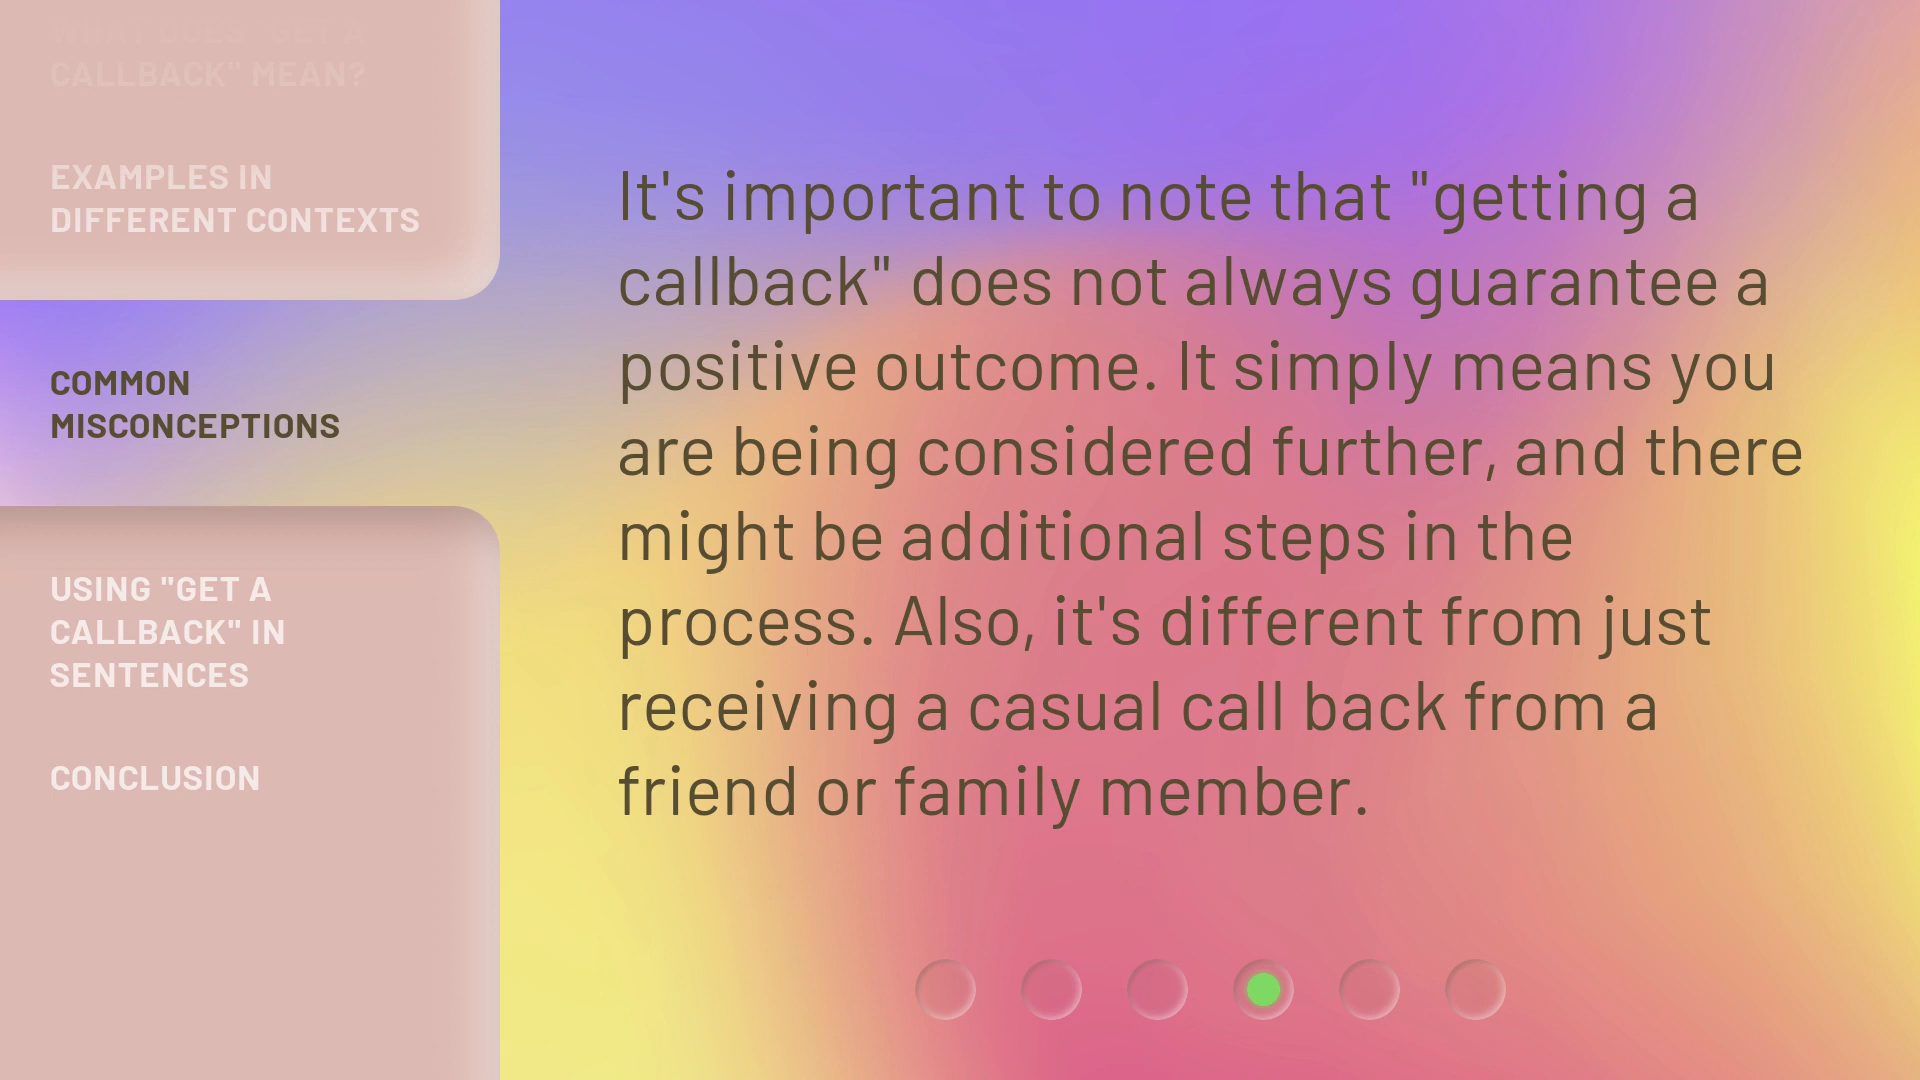 WHAT DOES "GET A
CALLBACK" MEAN?
EXAMPLES IN
DIFFERENT CONTEXTS
COMMON
MISCONCEPTIONS
USING "GET A
CALLBACK" IN
SENTENCES
CONCLUSION
It's important to note that "getting a
callback" does not always guarantee a
positive outcome. It simply means you
are being considered further, and there
might be additional steps in the
process. Also, it's different from just
receiving a casual call back from a
friend or family member.